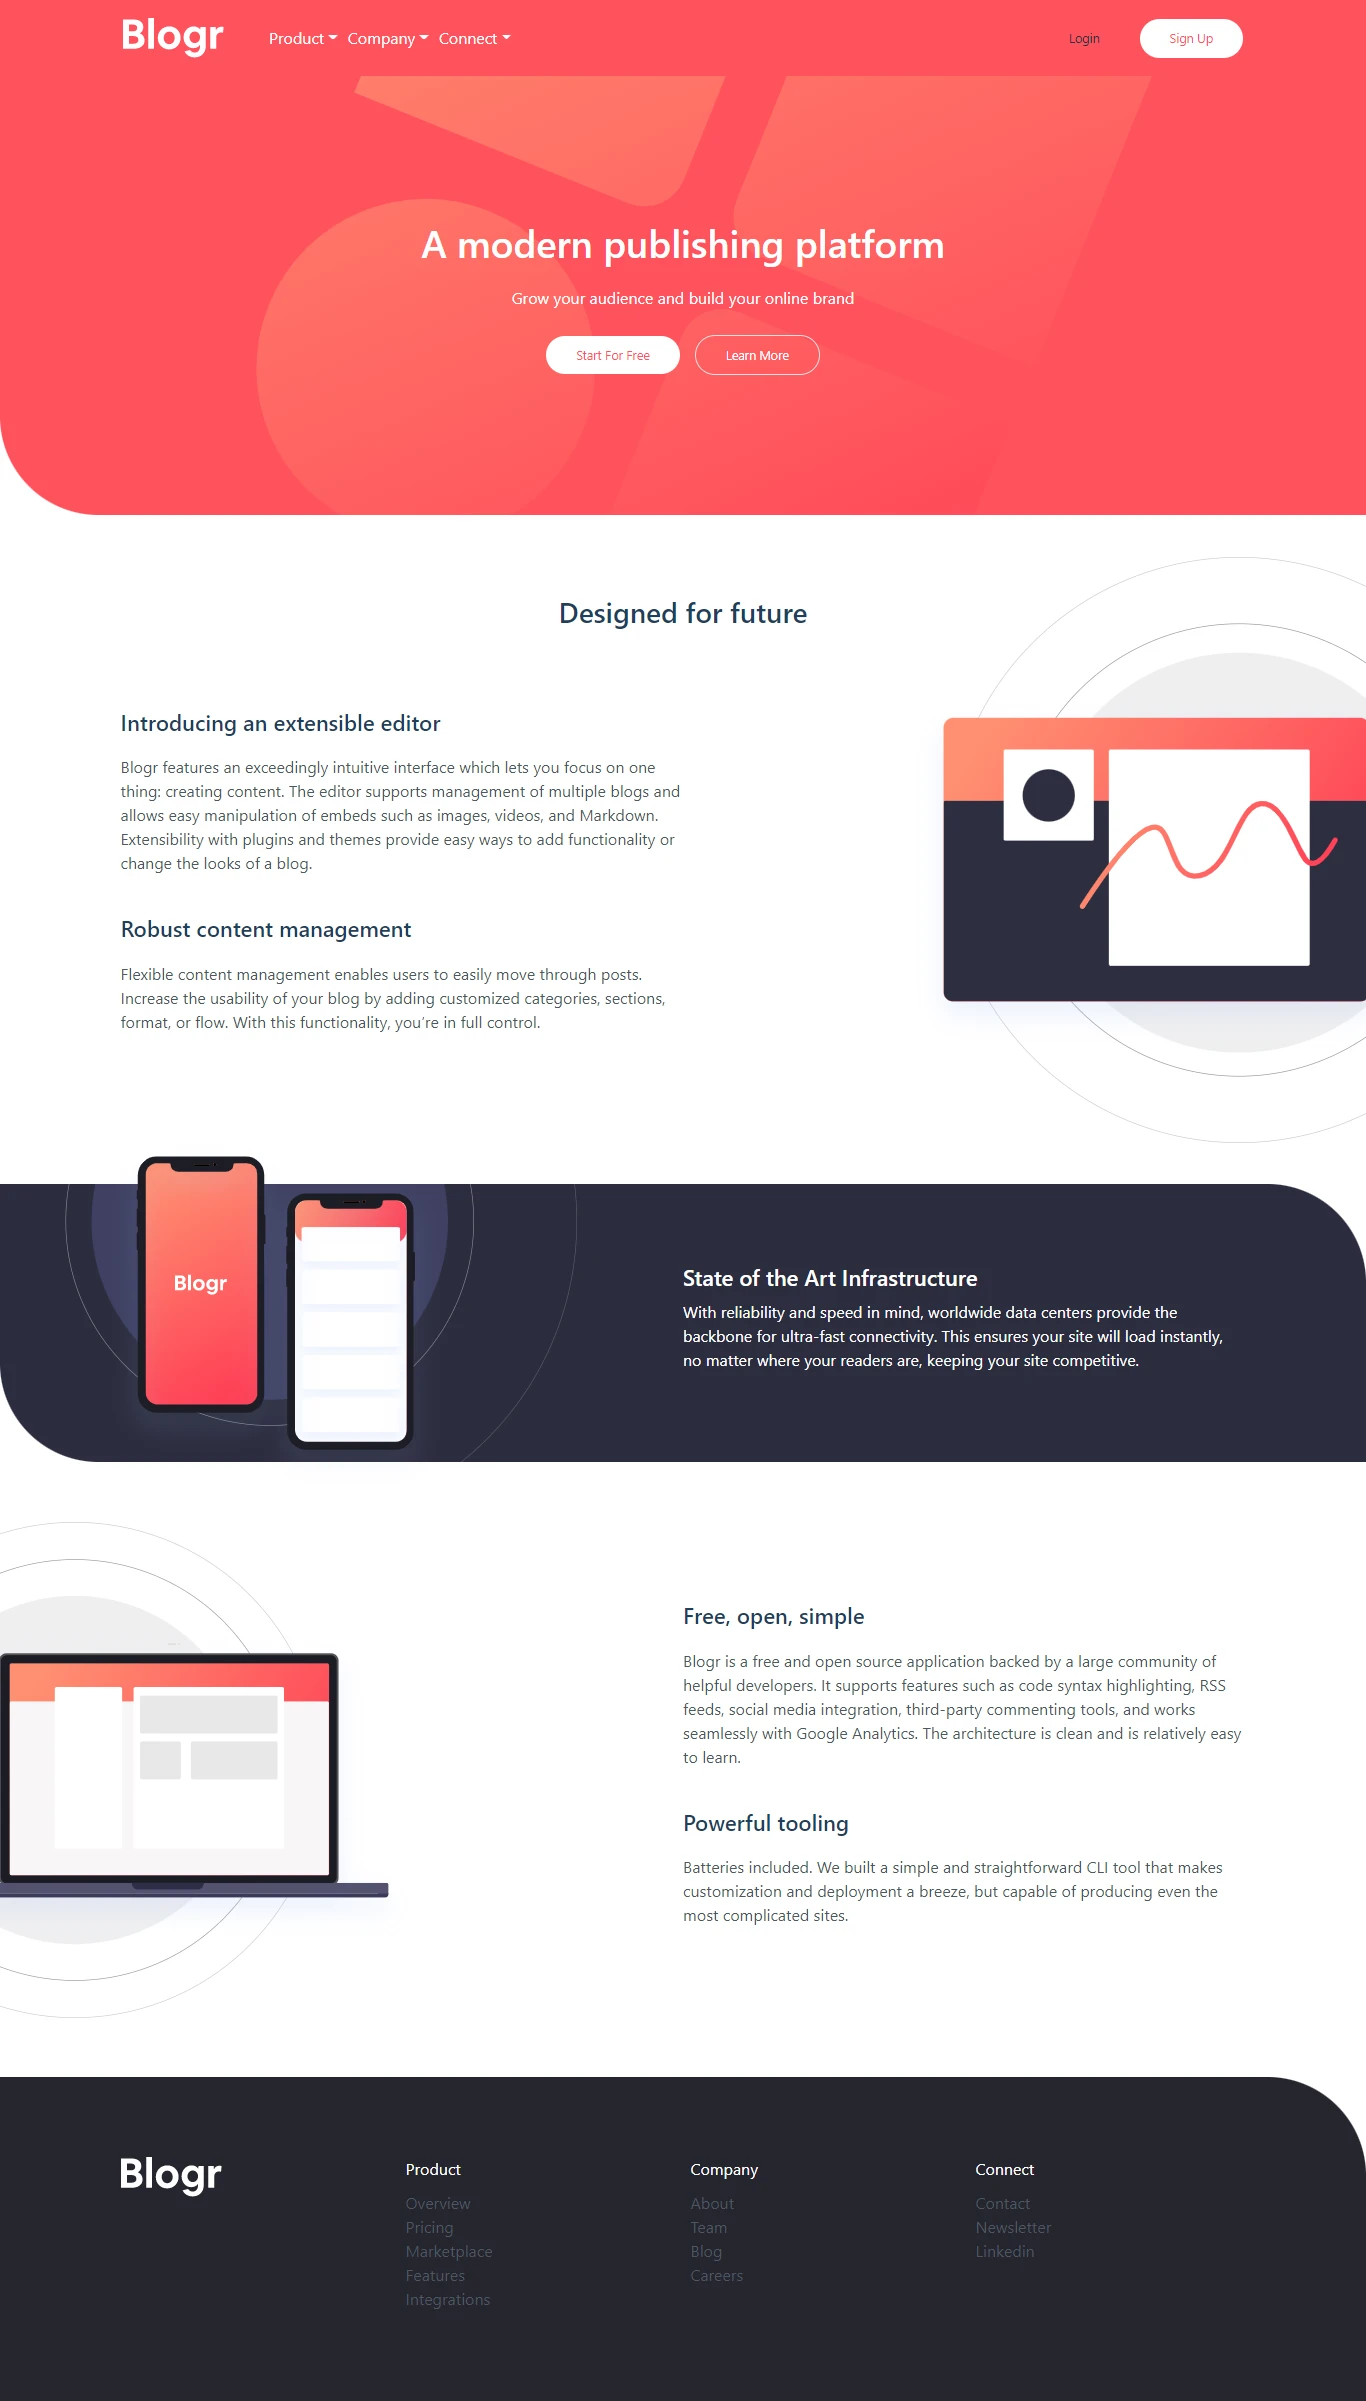 Blogr
Product Company Connect
Login
Sign Up
A modern publishing platform
Grow your audience and build your online brand
Start For Free
Learn More
Designed for future
Introducing an extensible editor
Blogr features an exceedingly intuitive interface which lets you focus on one
thing: creating content. The editor supports management of multiple blogs and
allows easy manipulation of embeds such as images, videos, and Markdown.
Extensibility with plugins and themes provide easy ways to add functionality or
change the looks of a blog.
Robust content management
Flexible content management enables users to easily move through posts.
Increase the usability of your blog by adding customized categories, sections,
format, or flow. With this functionality, you’re in full control.
Blogr
State of the Art Infrastructure
With reliability and speed in mind, worldwide data centers provide the
backbone for ultra-fast connectivity. This ensures your site will load instantly,
no matter where your readers are, keeping your site competitive.
Free, open, simple
Blogr is a free and open source application backed by a large community of
helpful developers. It supports features such as code syntax highlighting, RSS
feeds, social media integration, third-party commenting tools, and works
seamlessly with Google Analytics. The architecture is clean and is relatively easy
to learn.
Powerful tooling
Batteries included. We built a simple and straightforward CLI tool that makes
customization and deployment a breeze, but capable of producing even the
most complicated sites.
Blogr
Product
Overview
Pricing
Marketplace
Features
Integrations
Company
About
Team
Blog
Careers
Connect
Contact
Newsletter
Linkedin